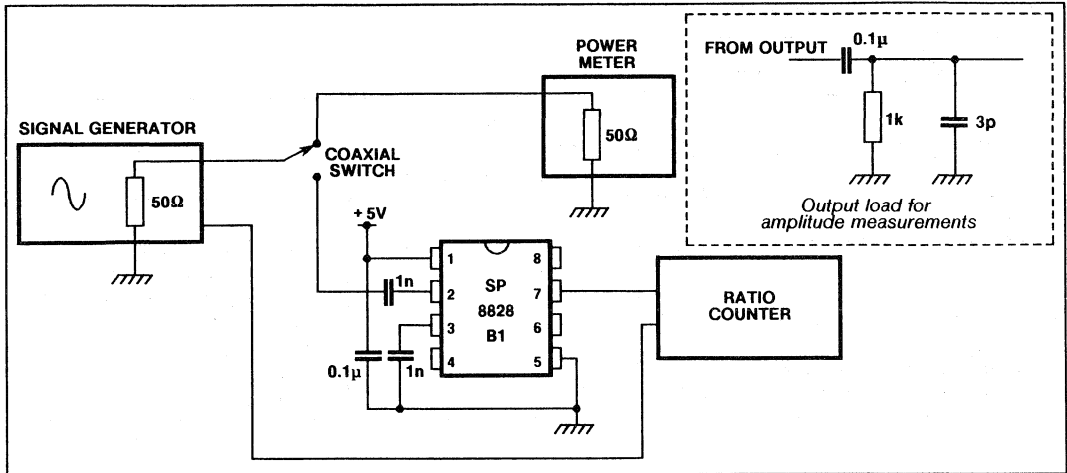 SIGNAL GENERATOR
50Ω
COAXIAL
SWITCH
POWER
METER
50Ω
FROM OUTPUT
0.1μ
1k
3p
Output load for
amplitude measurements
+ 5V
1n
0.1μ
1n
1
2
3
4
SP
8828
B1
8
7
6
5
RATIO
COUNTER